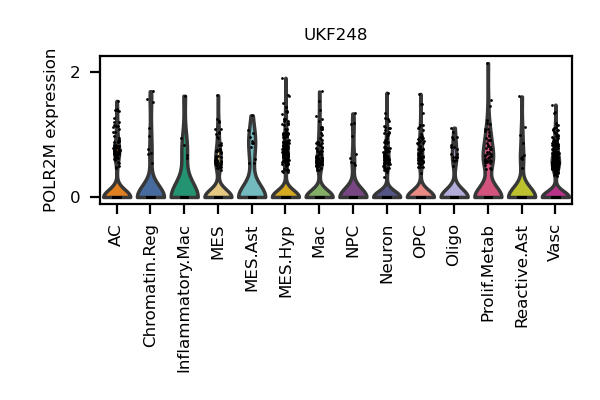 UKF248
POLR2M expression
2
0
AC
Chromatin.Reg
Inflammatory.Mac
MES
MES.Ast
MES.Hyp
Mac
NPC
Neuron
OPC
Oligo
Prolif.Metab
Reactive.Ast
Vasc